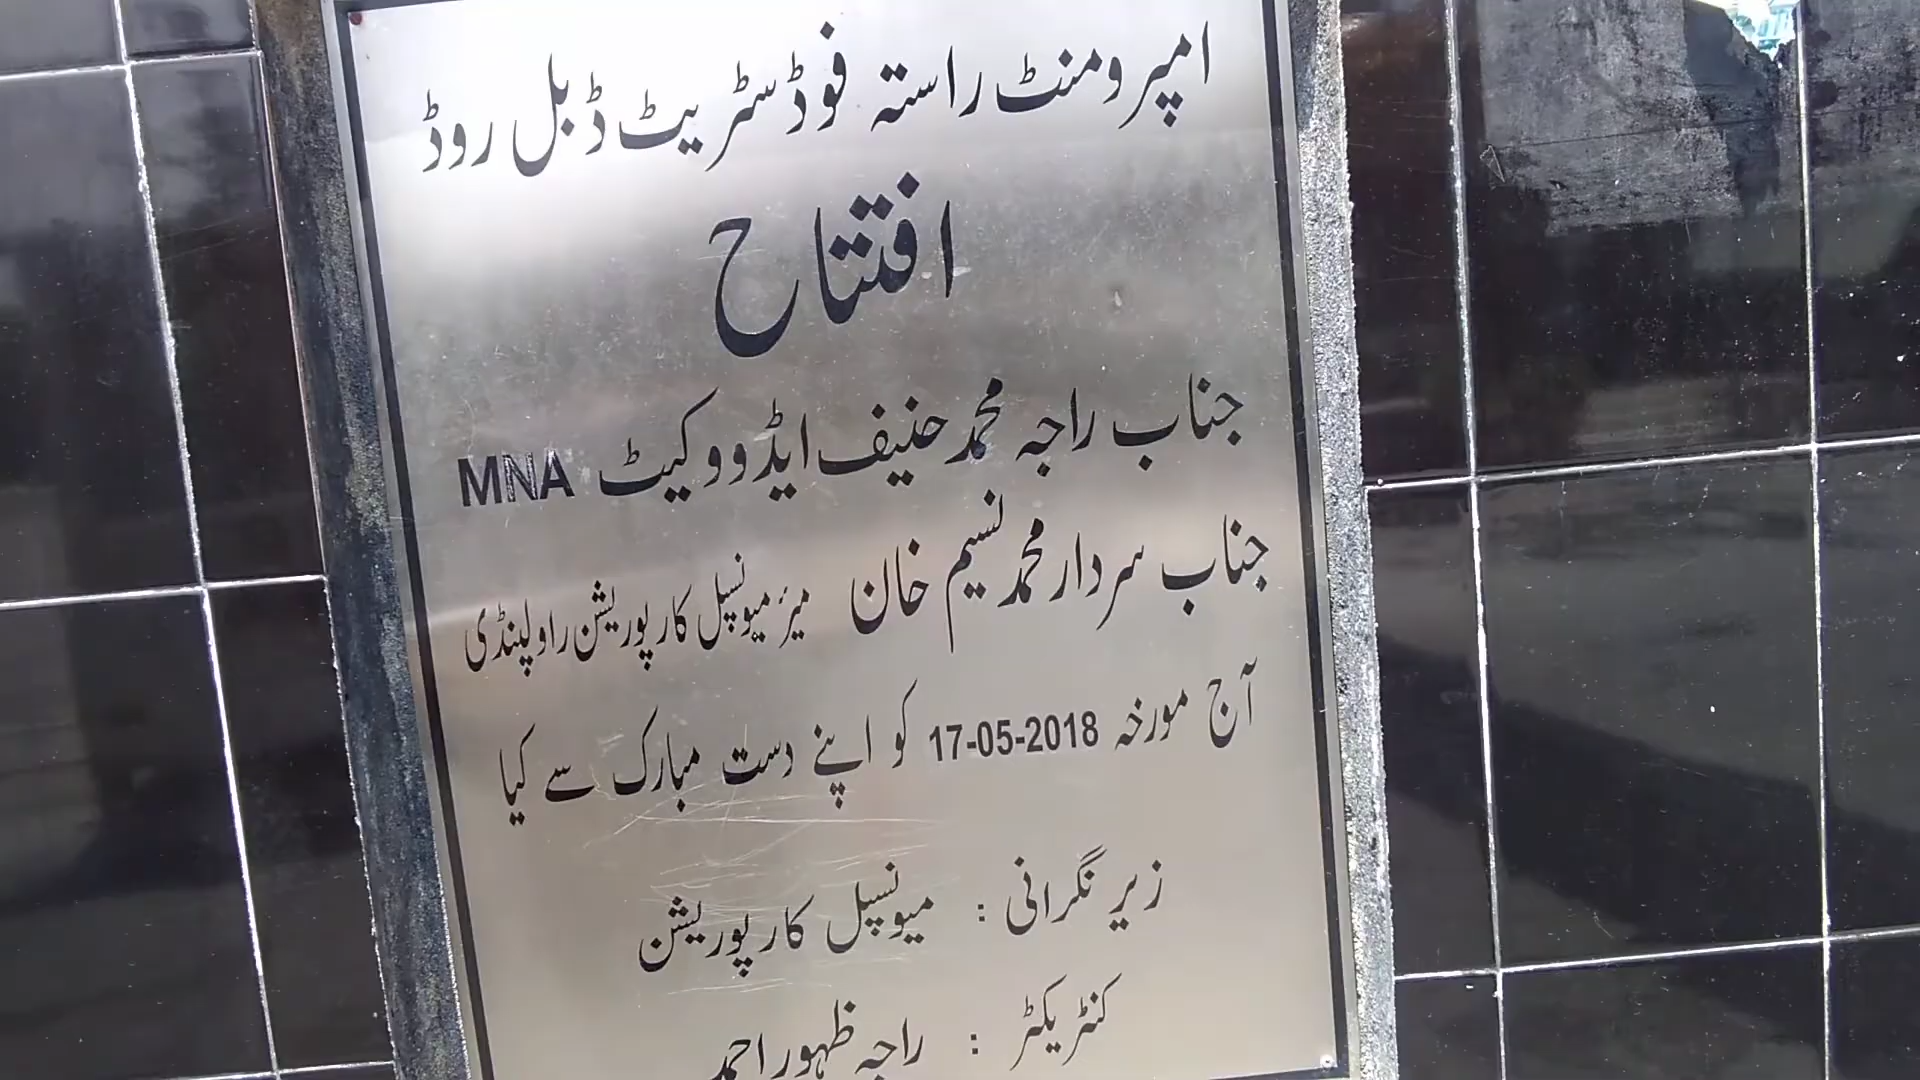 امپرومنٹ راستہ فوڈ سٹریٹ ڈبل روڈ
افتتاح
جناب راجہ محمد حنیف ایڈووکیٹ MNA
جناب سردار محمد نسیم خان میئر میونسپل کارپوریشن راولپنڈی
آج مورخہ 17-05-2018 کو اپنے دست مبارک سے کیا
زیر نگرانی : میونسپل کارپوریشن
کنٹریکٹر : راجہ ظہور احمد